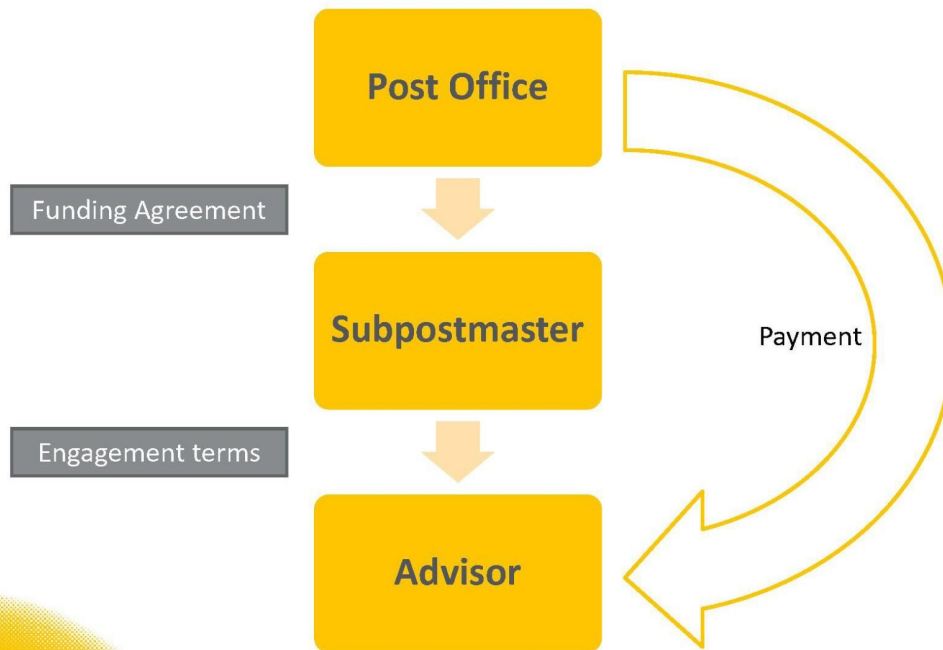 Post Office
Funding Agreement
Subpostmaster
Payment
Engagement terms
Advisor